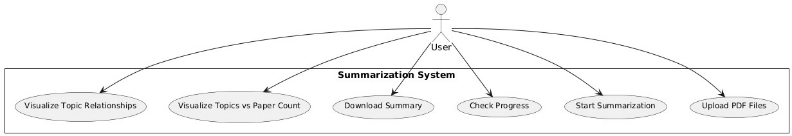 User
Summarization System
Visualize Topic Relationships
Visualize Topics vs Paper Count
Download Summary
Check Progress
Start Summarization
Upload PDF Files